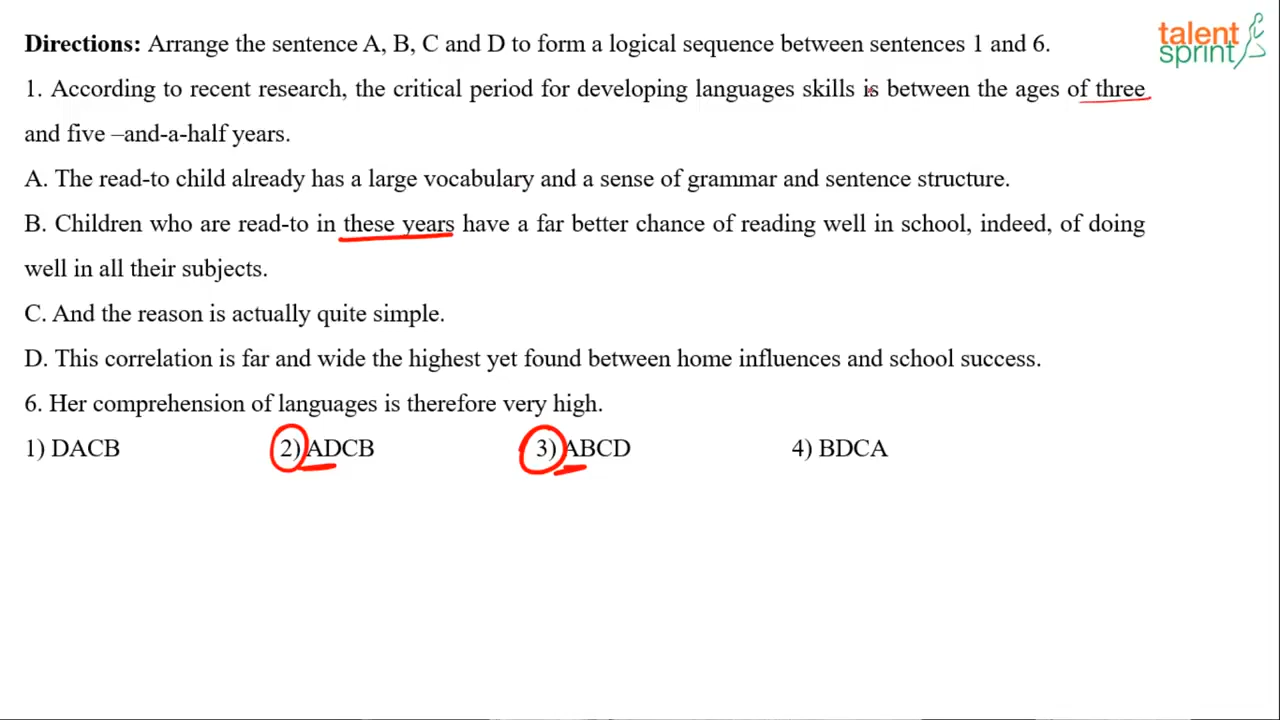 Directions: Arrange the sentence A, B, C and D to form a logical sequence between sentences 1 and 6.
talent
sprint
1. According to recent research, the critical period for developing languages skills is between the ages of three
and five –and-a-half years.
A. The read-to child already has a large vocabulary and a sense of grammar and sentence structure.
B. Children who are read-to in these years have a far better chance of reading well in school, indeed, of doing
well in all their subjects.
C. And the reason is actually quite simple.
D. This correlation is far and wide the highest yet found between home influences and school success.
6. Her comprehension of languages is therefore very high.
1) DACB 2) ADCB 3) ABCD 4) BDCA